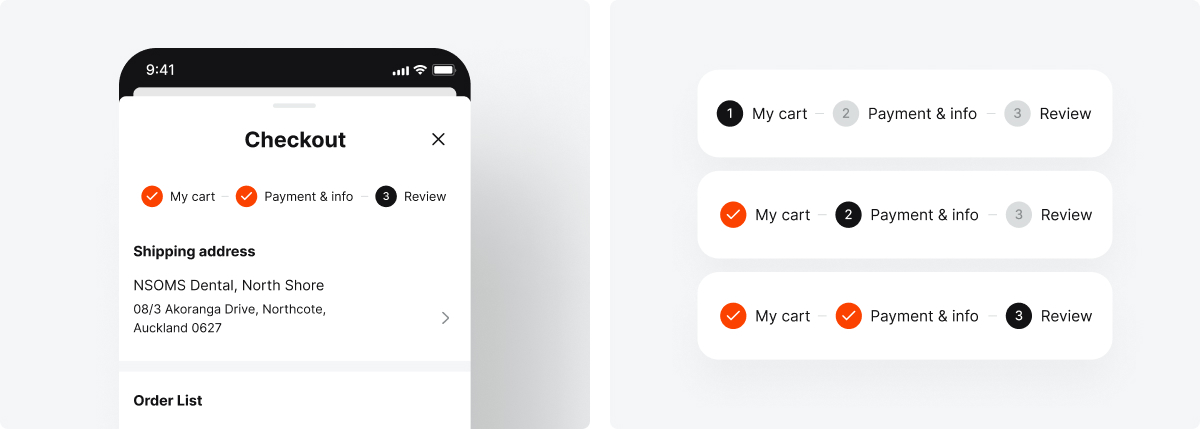 9:41
Checkout
My cart Payment & info 3 Review
Shipping address
NSOMS Dental, North Shore
08/3 Akoranga Drive, Northcote,
Auckland 0627
Order List
1 My cart 2 Payment & info 3 Review
My cart 2 Payment & info 3 Review
My cart Payment & info 3 Review